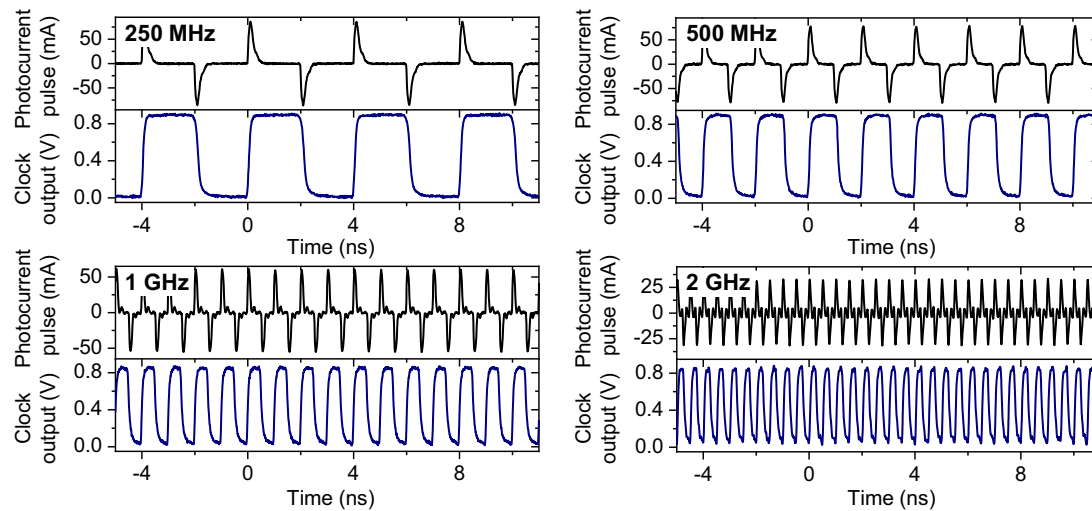 250 MHz
Photocurrent
pulse (mA)
50
0
-50
Clock
output (V)
0.8
0.4
0.0
-4 0 4 8
Time (ns)
500 MHz
Photocurrent
pulse (mA)
50
0
-50
Clock
output (V)
0.8
0.4
0.0
-4 0 4 8
Time (ns)
1 GHz
Photocurrent
pulse (mA)
50
0
-50
Clock
output (V)
0.8
0.4
0.0
-4 0 4 8
Time (ns)
2 GHz
Photocurrent
pulse (mA)
25
0
-25
Clock
output (V)
0.8
0.4
0.0
-4 0 4 8
Time (ns)